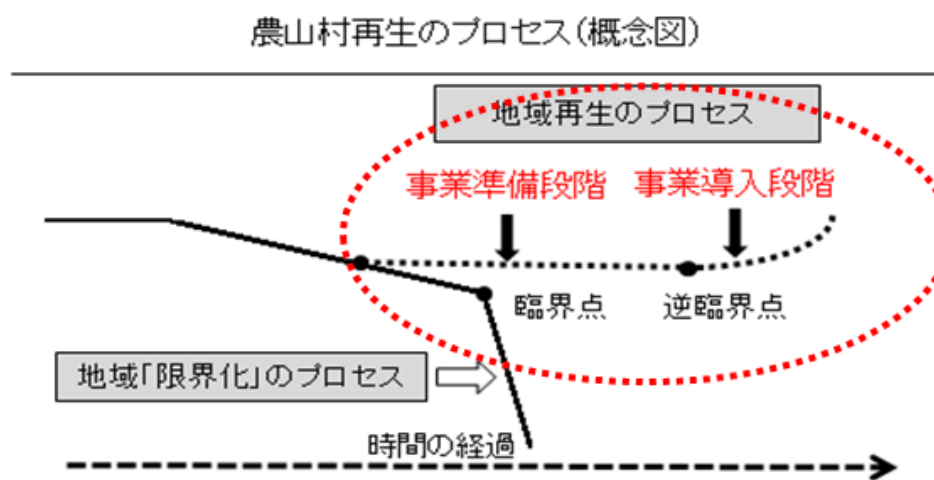 農山村再生のプロセス(概念図)
地域再生のプロセス
事業準備段階
事業導入段階
臨界点
逆臨界点
地域「限界化」のプロセス
時間の経過